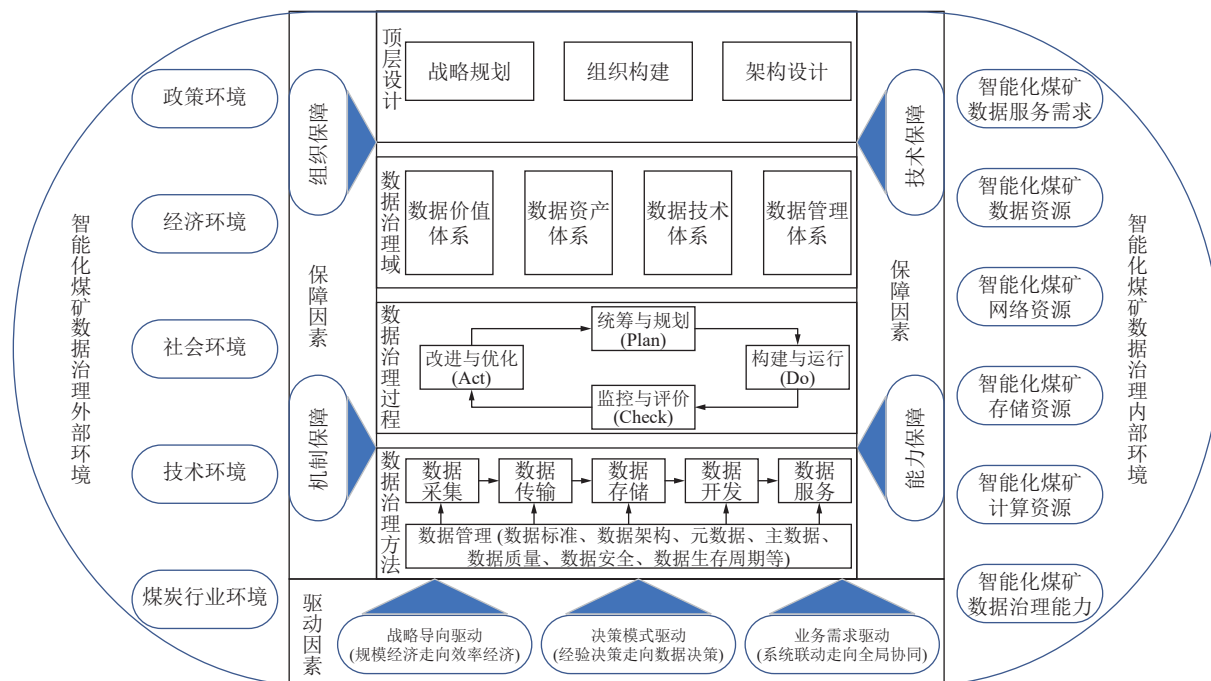 智能化煤矿数据治理外部环境
政策环境
经济环境
社会环境
技术环境
煤炭行业环境
组织保障
保障因素
机制保障
顶层设计
战略规划
组织构建
架构设计
数据治理域
数据价值
体系
数据资产
体系
数据技术
体系
数据管理
体系
数据治理过程
统筹与规划
(Plan)
改进与优化
(Act)
构建与运行
(Do)
监控与评价
(Check)
数据治理方法
数据
采集
数据
传输
数据
存储
数据
开发
数据
服务
数据管理 (数据标准、数据架构、元数据、主数据、
数据质量、数据安全、数据生存周期等)
驱动因素
战略导向驱动
(规模经济走向效率经济)
决策模式驱动
(经验决策走向数据决策)
业务需求驱动
(系统联动走向全局协同)
技术保障
保障因素
能力保障
智能化煤矿
数据服务需求
智能化煤矿
数据资源
智能化煤矿
网络资源
智能化煤矿
存储资源
智能化煤矿
计算资源
智能化煤矿
数据治理能力
智能化煤矿数据治理内部环境